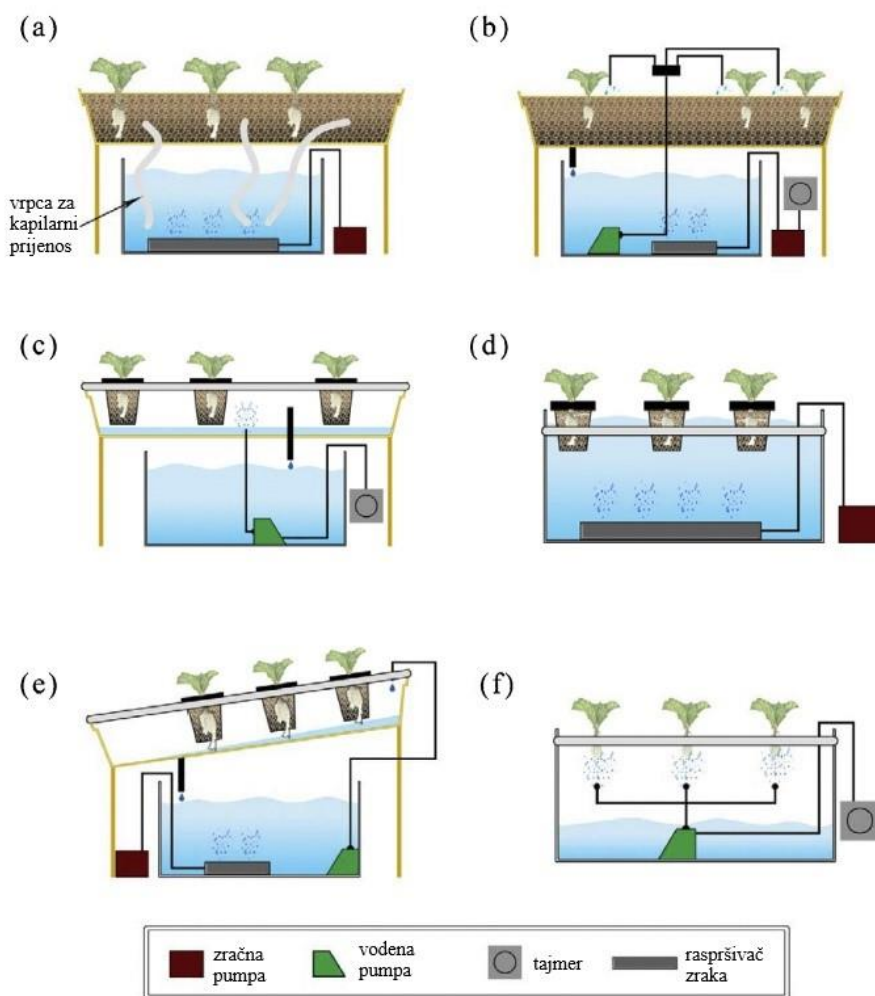 (a)
(b)
vrpca za
kapilarni
prijenos
(c)
(d)
(e)
(f)
zračna
pumpa
vodena
pumpa
tajmer
raspršivač
zraka